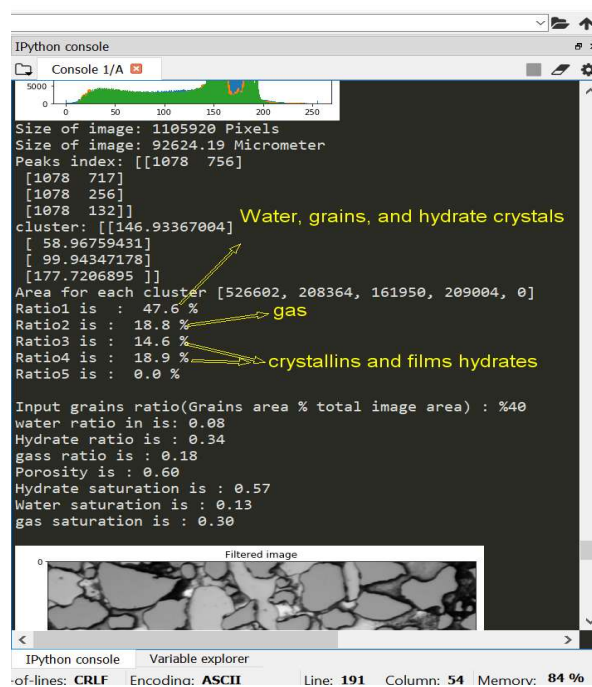 IPython console
Console 1/A
5000
0
0 50 100 150 200 250
Size of image: 1105920 Pixels
Size of image: 92624.19 Micrometer
Peaks index: [[1078  756]
[1078  717]
[1078  256]
[1078  132]]
Water, grains, and hydrate crystals
cluster: [[146.93367004]
[ 58.96759431]
[ 99.94347178]
[177.7206895 ]]
Area for each cluster [526602, 208364, 161950, 209004, 0]
Ratio1 is  :  47.6 %
Ratio2 is :  18.8 % gas
Ratio3 is :  14.6 %
Ratio4 is :  18.9 % crystallins and films hydrates
Ratio5 is :  0.0 %
Input grains ratio(Grains area % total image area) : %40
water ratio in is: 0.08
Hydrate ratio is : 0.34
gass ratio is : 0.18
Porosity is : 0.60
Hydrate saturation is : 0.57
Water saturation is : 0.13
gas saturation is : 0.30
Filtered image
0
IPython console Variable explorer
-of-lines: CRLF Encoding: ASCII Line: 191 Column: 54 Memory: 84 %